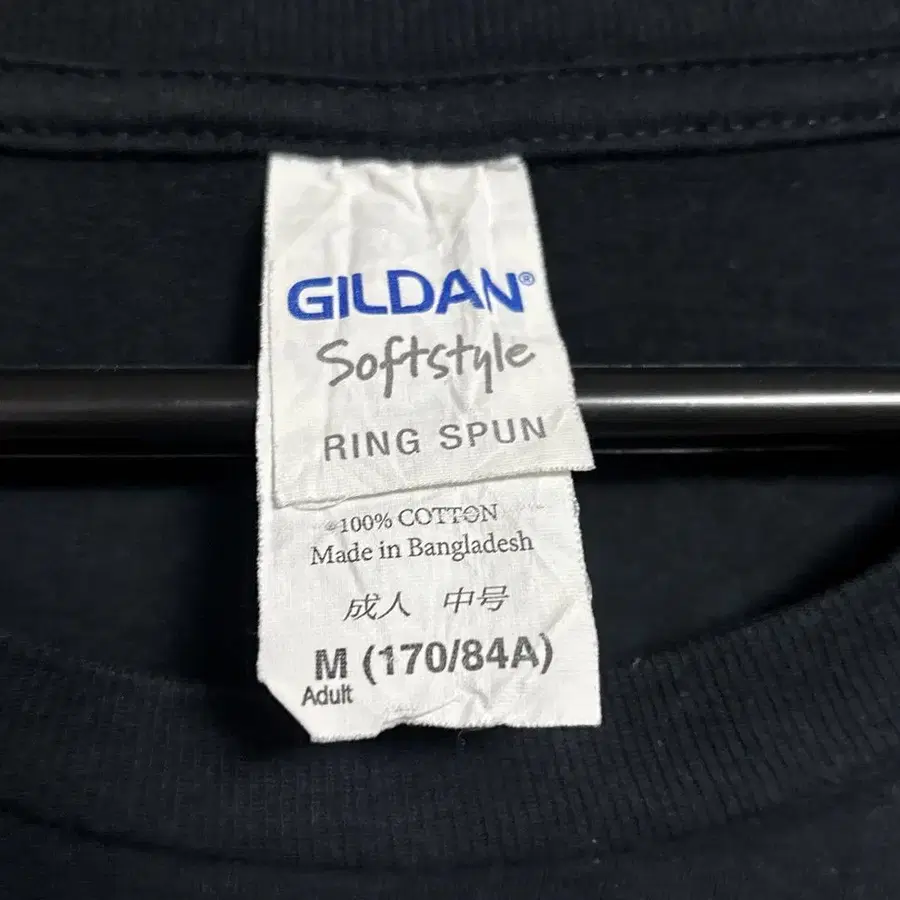 GILDAN®
Softstyle
RING SPUN
100% COTTON
Made in Bangladesh
成人 中号
M (170/84A)
Adult